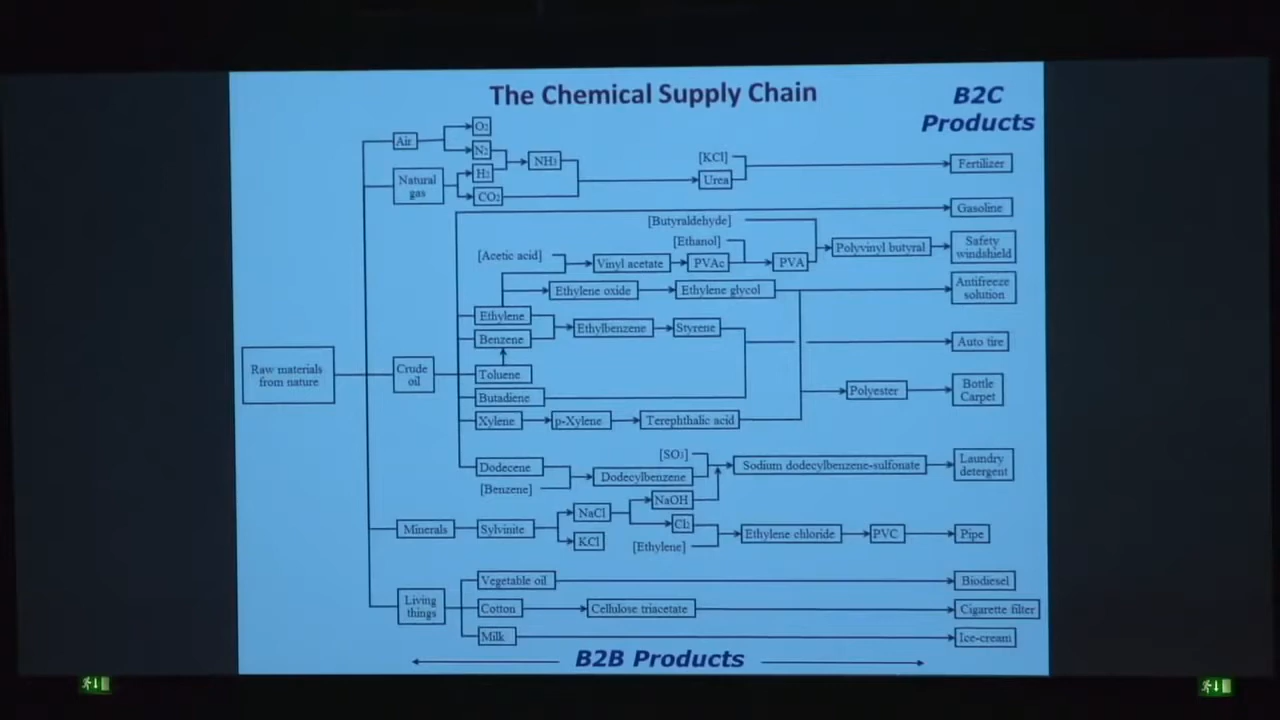 The Chemical Supply Chain
B2C
Products
Air
O2
N2
Natural
gas
H2
CO2
NH3
[KCl]
Urea
Fertilizer
Gasoline
[Butyraldehyde]
[Ethanol]
[Acetic acid]
Vinyl acetate
PVAc
PVA
Polyvinyl butyral
Safety
windshield
Ethylene oxide
Ethylene glycol
Antifreeze
solution
Ethylene
Benzene
Ethylbenzene
Styrene
Auto tire
Raw materials
from nature
Crude
oil
Toluene
Butadiene
Polyester
Bottle
Carpet
Xylene
p-Xylene
Terephthalic acid
[SO3]
Dodecene
[Benzene]
Dodecylbenzene
Sodium dodecylbenzene-sulfonate
Laundry
detergent
NaOH
Minerals
Sylvinite
NaCl
KCl
Cl2
[Ethylene]
Ethylene chloride
PVC
Pipe
Living
things
Vegetable oil
Biodiesel
Cotton
Cellulose triacetate
Cigarette filter
Milk
Ice-cream
B2B Products